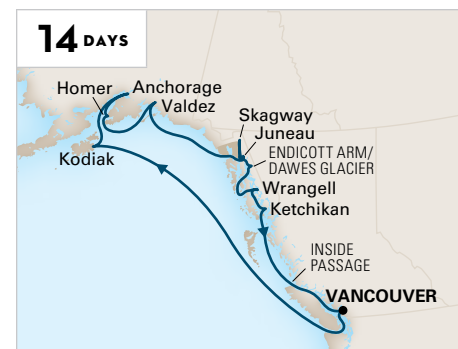 14 DAYS
Homer
Anchorage
Valdez
Kodiak
Skagway
Juneau
ENDICOTT ARM/
DAWES GLACIER
Wrangell
Ketchikan
INSIDE
PASSAGE
VANCOUVER